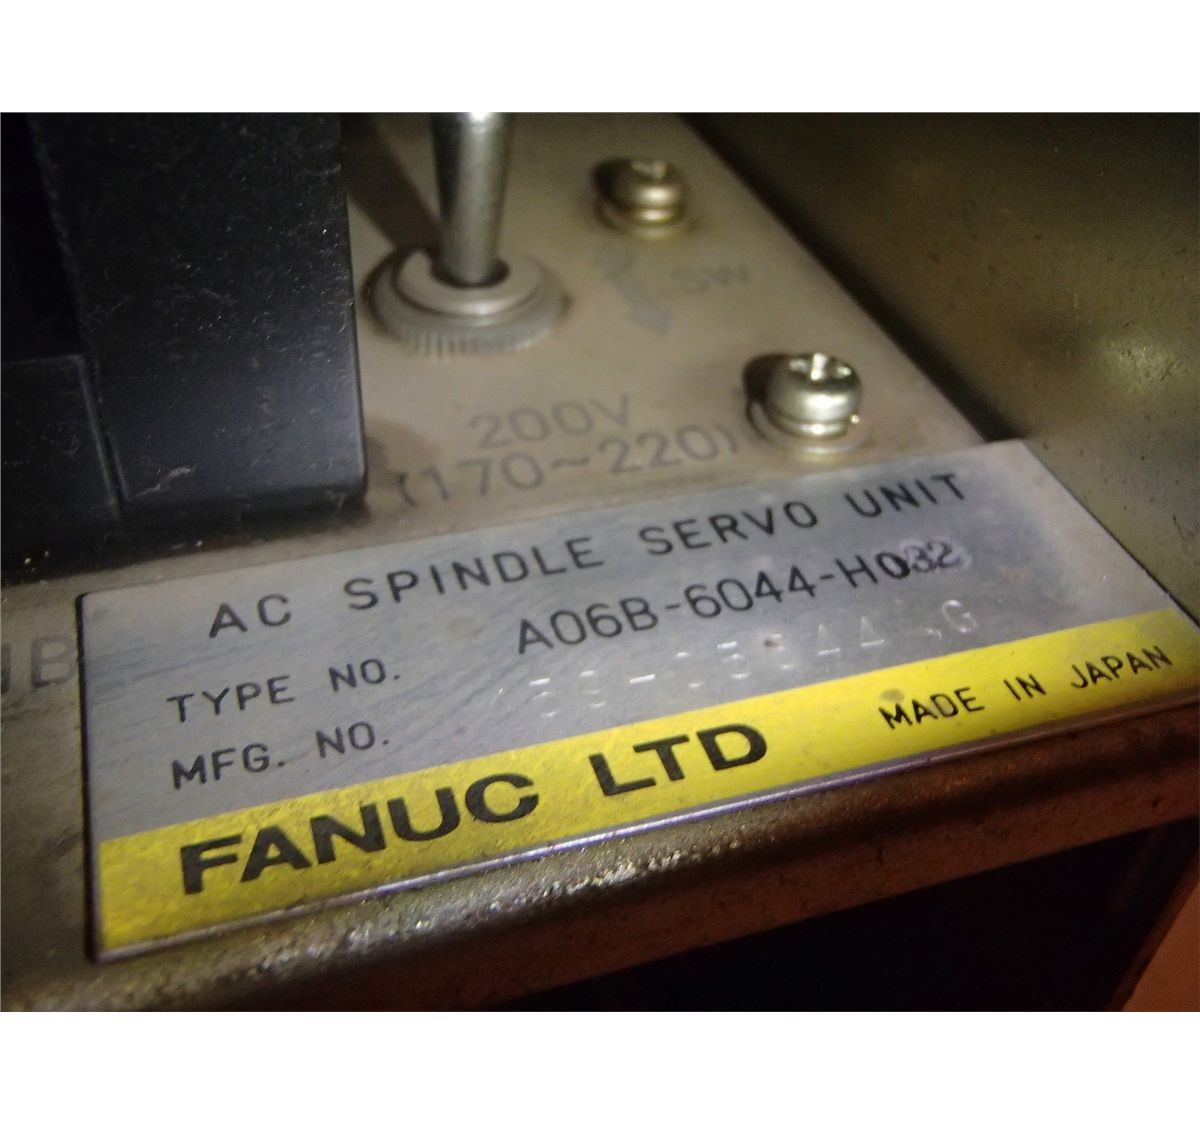 SW
200V
(170~220)
AC SPINDLE SERVO UNIT
TYPE NO. A06B-6044-H032
MFG. NO.
FANUC LTD MADE IN JAPAN